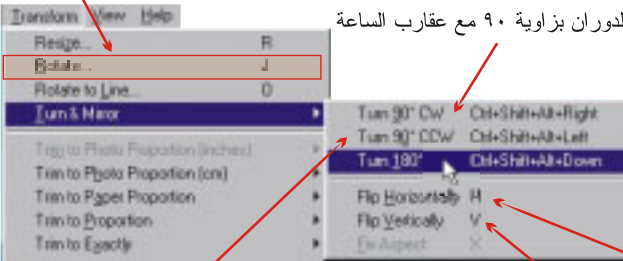 Transform View Help
لدوران بزاوية ٩٠ مع عقارب الساعة
Resize... R
Rotate... J
Rotate to Line... 0
Turn & Mirror
Trim to Photo Proportion (inches)
Trim to Photo Proportion (cm)
Trim to Paper Proportion
Trim to Proportion
Trim to Exactly
Turn 90° CW Ctrl+Shift+Alt+Right
Turn 90° CCW Ctrl+Shift+Alt+Left
Turn 180° Ctrl+Shift+Alt+Down
Flip Horizontally H
Flip Vertically V
Fix Aspect X